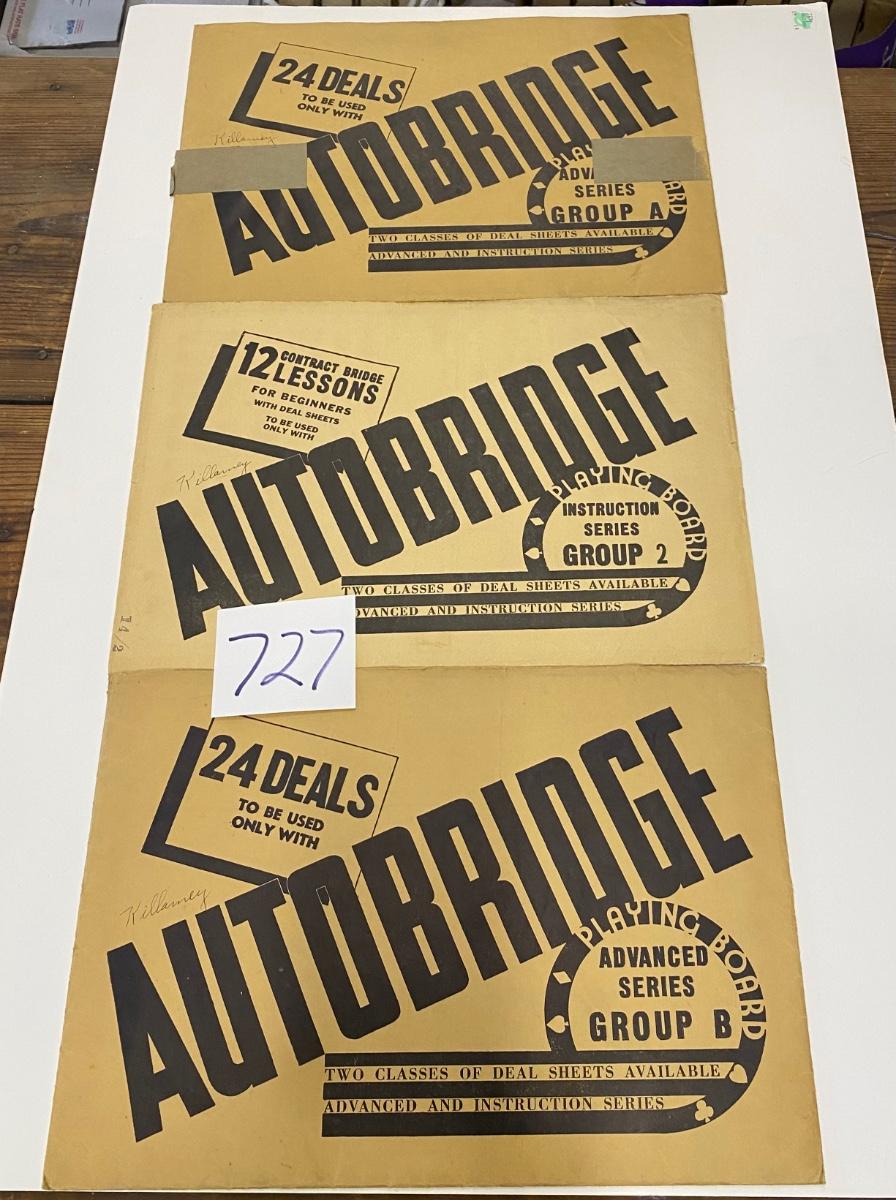 24 DEALS
TO BE USED
ONLY WITH
Killarney
AUTOBRIDGE
PLAY
ARD
ADVA
SERIES
GROUP A
TWO CLASSES OF DEAL SHEETS AVAILABLE
ADVANCED AND INSTRUCTION SERIES
12 CONTRACT BRIDGE
LESSONS
FOR BEGINNERS
WITH DEAL SHEETS
TO BE USED
ONLY WITH
Killarney
AUTOBRIDGE
PLAYING BOARD
INSTRUCTION
SERIES
GROUP 2
TWO CLASSES OF DEAL SHEETS AVAILABLE
DVANCED AND INSTRUCTION SERIES
727
24 DEALS
TO BE USED
ONLY WITH
Killarney
AUTOBRIDGE
PLAYING BOARD
ADVANCED
SERIES
GROUP B
TWO CLASSES OF DEAL SHEETS AVAILABLE
ADVANCED AND INSTRUCTION SERIES